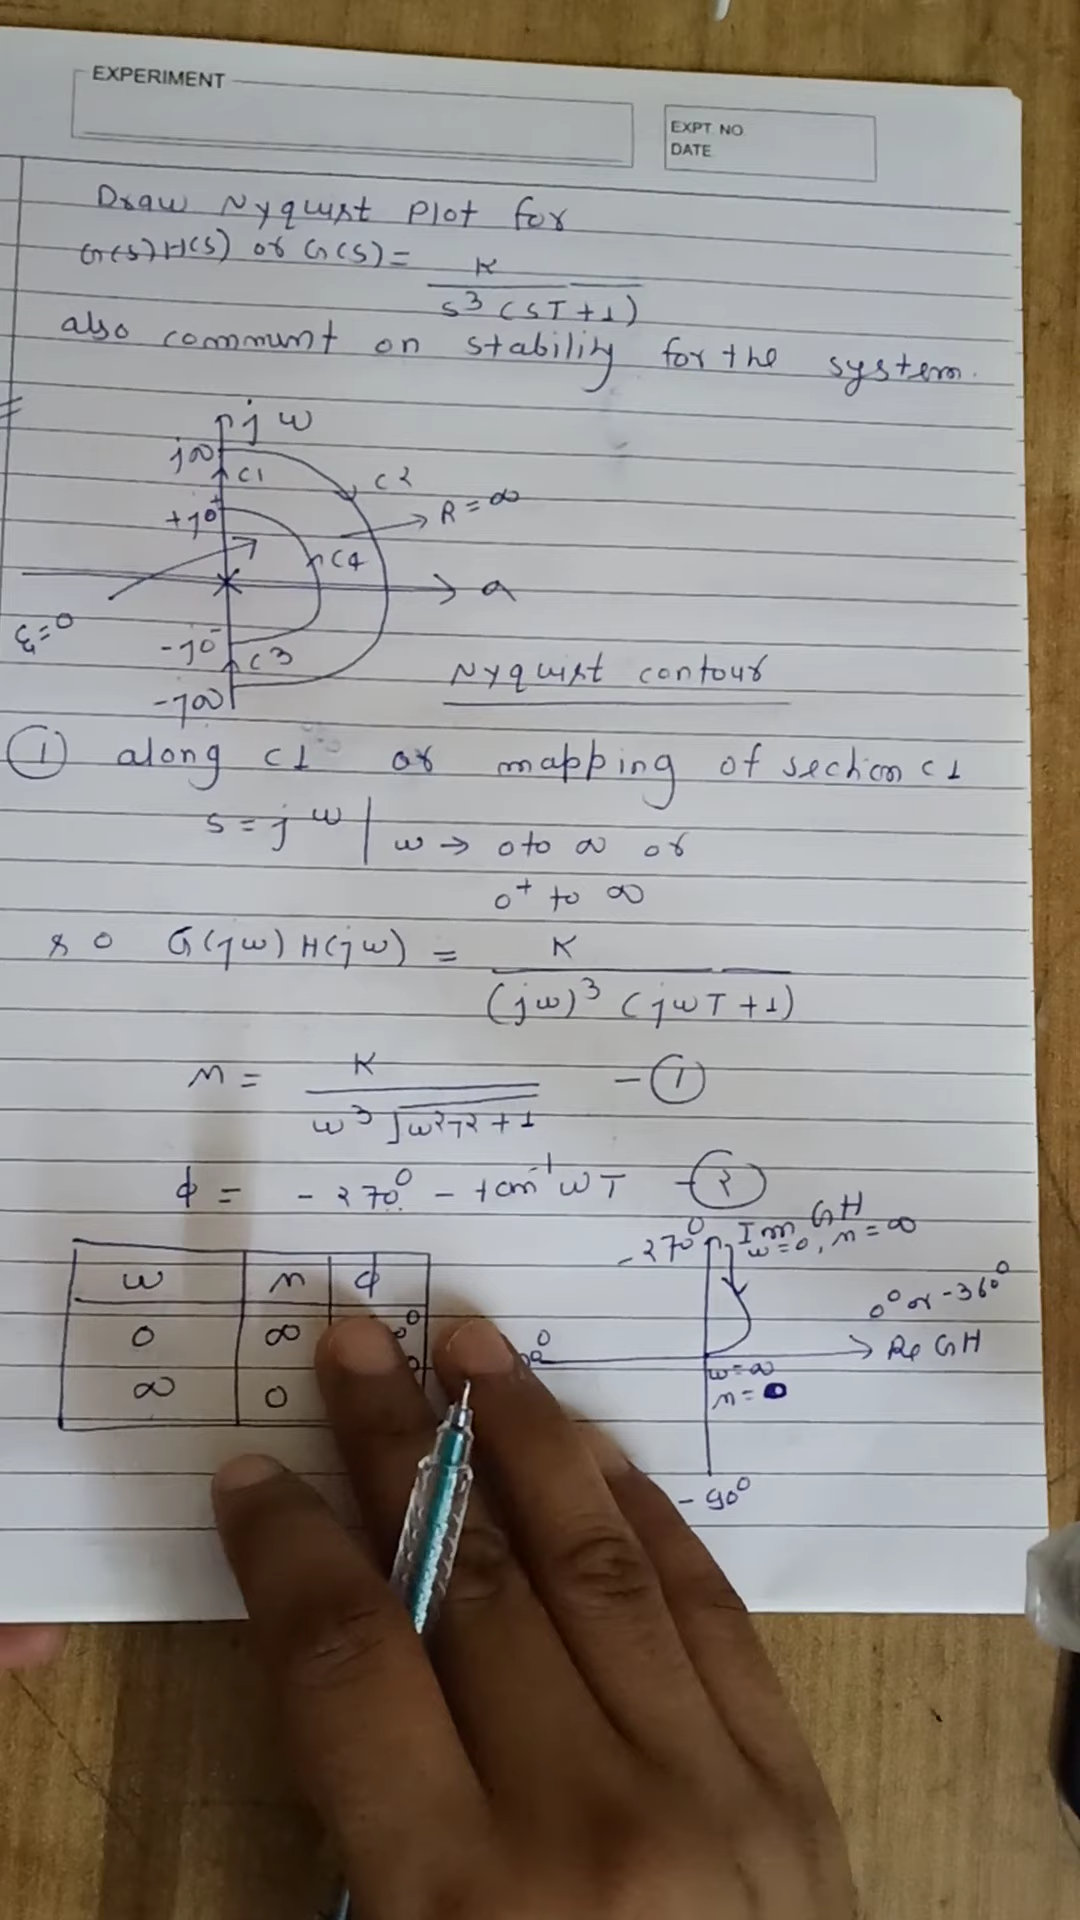 EXPERIMENT
EXPT. NO.
DATE
Draw Nyquist Plot for
G(s)H(s) or G(s) = K / s³(sT+1)
also comment on stability for the system.
jω
j∞
C1
C2
+j0⁺
R=∞
C4
σ
ε=0
-j0⁻
C3
-j∞
Nyquist contour
① along C1 or mapping of section C1
s = jω | ω → 0 to ∞ or
0⁺ to ∞
so G(jω) H(jω) = K / (jω)³ (jωT+1)
M = K / ω³√ω²T²+1 - ①
φ = - 270° - tan⁻¹ωT - ②
-270° Im GH
ω=0, M=∞
ω M φ
0 ∞
∞ 0
0° or -360°
Re GH
ω=∞
M=0
-90°